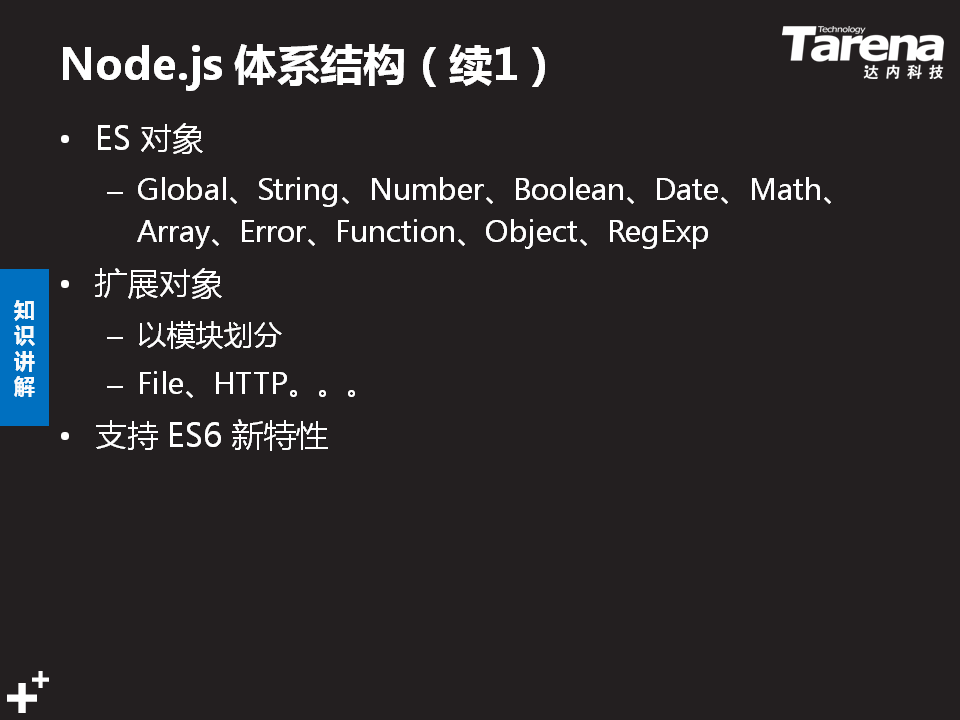 Node.js 体系结构（续1）
Technology
Tarena
达内科技
• ES 对象
– Global、String、Number、Boolean、Date、Math、
Array、Error、Function、Object、RegExp
• 扩展对象
– 以模块划分
– File、HTTP。。。
• 支持 ES6 新特性
知
识
讲
解